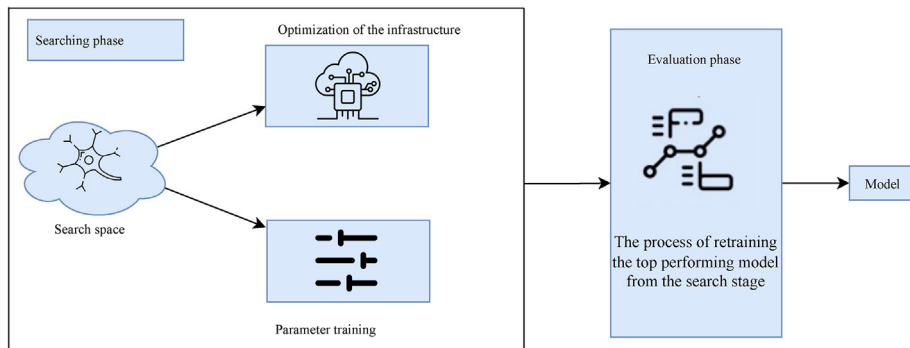 Searching phase
Optimization of the infrastructure
Search space
Parameter training
Evaluation phase
The process of retraining
the top performing model
from the search stage
Model